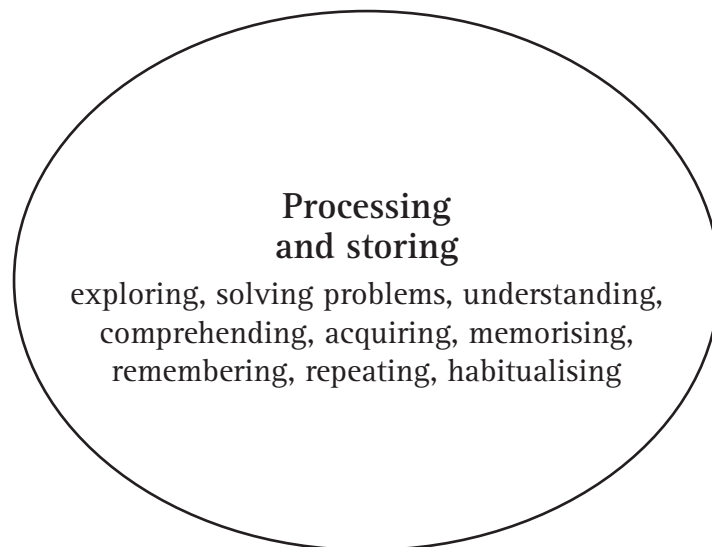 Processing
and storing
exploring, solving problems, understanding,
comprehending, acquiring, memorising,
remembering, repeating, habitualising